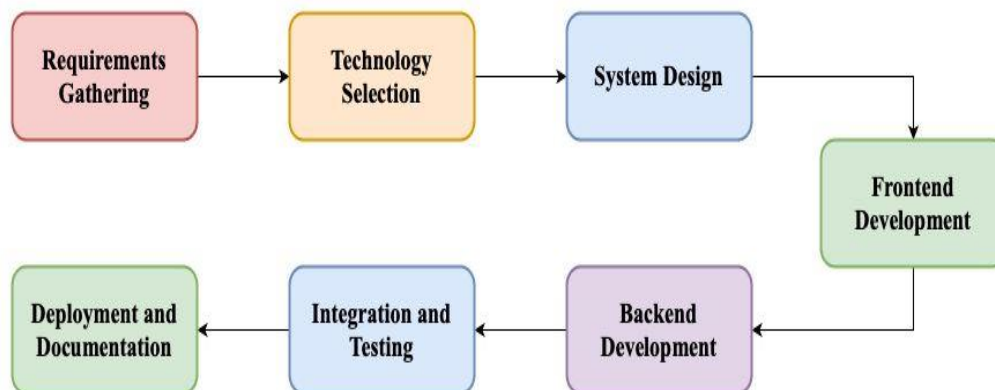 Requirements
Gathering
Technology
Selection
System Design
Frontend
Development
Backend
Development
Integration and
Testing
Deployment and
Documentation